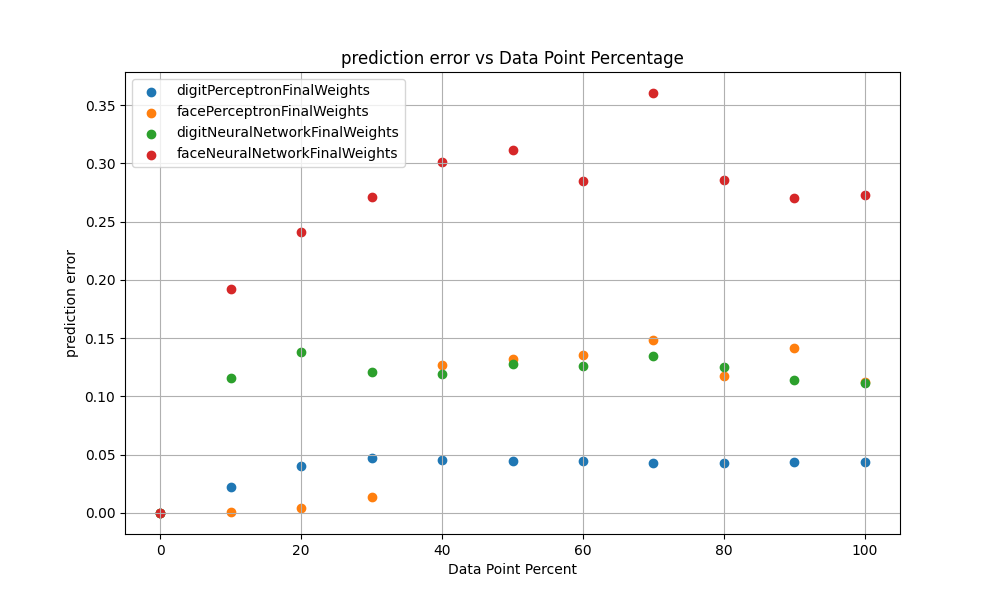 prediction error vs Data Point Percentage
digitPerceptronFinalWeights
facePerceptronFinalWeights
digitNeuralNetworkFinalWeights
faceNeuralNetworkFinalWeights
prediction error
0.35
0.30
0.25
0.20
0.15
0.10
0.05
0.00
0 20 40 60 80 100
Data Point Percent